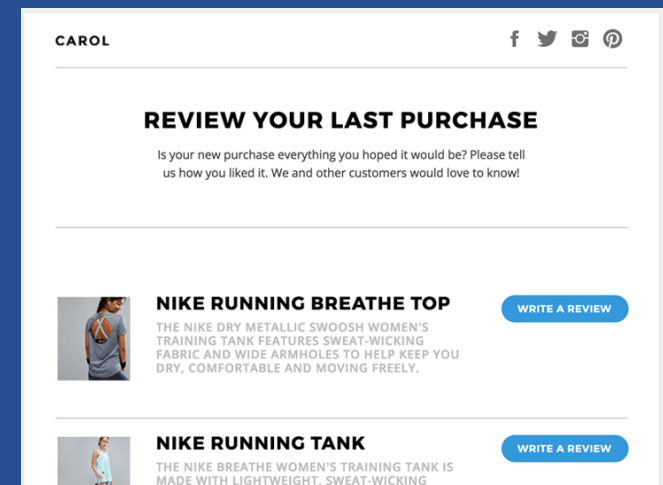 CAROL
REVIEW YOUR LAST PURCHASE
Is your new purchase everything you hoped it would be? Please tell
us how you liked it. We and other customers would love to know!
NIKE RUNNING BREATHE TOP
WRITE A REVIEW
THE NIKE DRY METALLIC SWOOSH WOMEN'S
TRAINING TANK FEATURES SWEAT-WICKING
FABRIC AND WIDE ARMHOLES TO HELP KEEP YOU
DRY, COMFORTABLE AND MOVING FREELY.
NIKE RUNNING TANK
WRITE A REVIEW
THE NIKE BREATHE WOMEN'S TRAINING TANK IS
MADE WITH LIGHTWEIGHT, SWEAT-WICKING